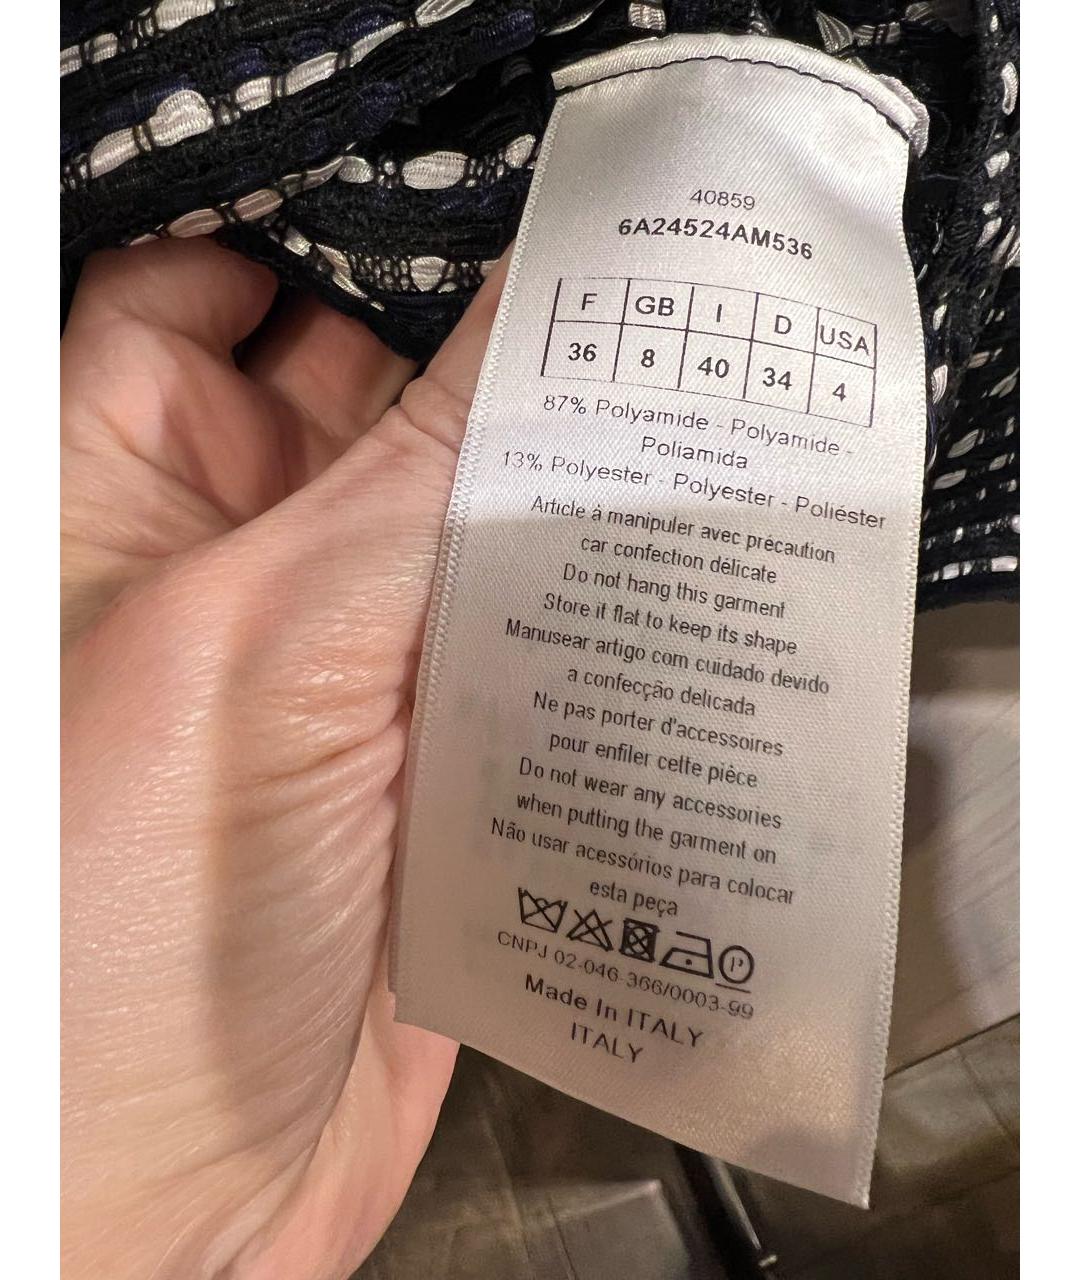 40859
6A24524AM536
F GB I D USA
36 8 40 34 4
87% Polyamide - Polyamide -
Poliamida
13% Polyester - Polyester - Poliéster
Article à manipuler avec précaution
car confection délicate
Do not hang this garment
Store it flat to keep its shape
Manusear artigo com cuidado devido
a confecção delicada
Ne pas porter d'accessoires
pour enfiler cette pièce
Do not wear any accessories
when putting the garment on
Não usar acessórios para colocar
esta peça
P
CNPJ 02-046-366/0003-99
Made In ITALY
ITALY